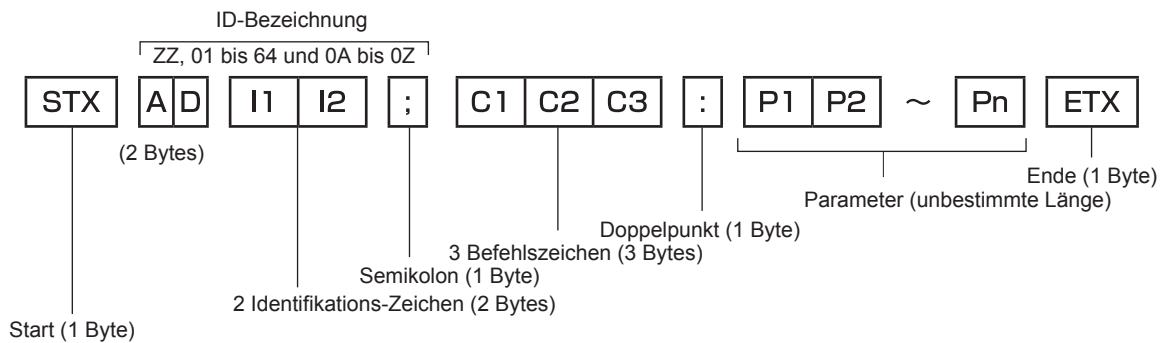 ID-Bezeichnung
ZZ, 01 bis 64 und 0A bis 0Z
STX A D I1 I2 ; C1 C2 C3 : P1 P2 ~ Pn ETX
(2 Bytes)
Ende (1 Byte)
Parameter (unbestimmte Länge)
Doppelpunkt (1 Byte)
3 Befehlszeichen (3 Bytes)
Semikolon (1 Byte)
2 Identifikations-Zeichen (2 Bytes)
Start (1 Byte)